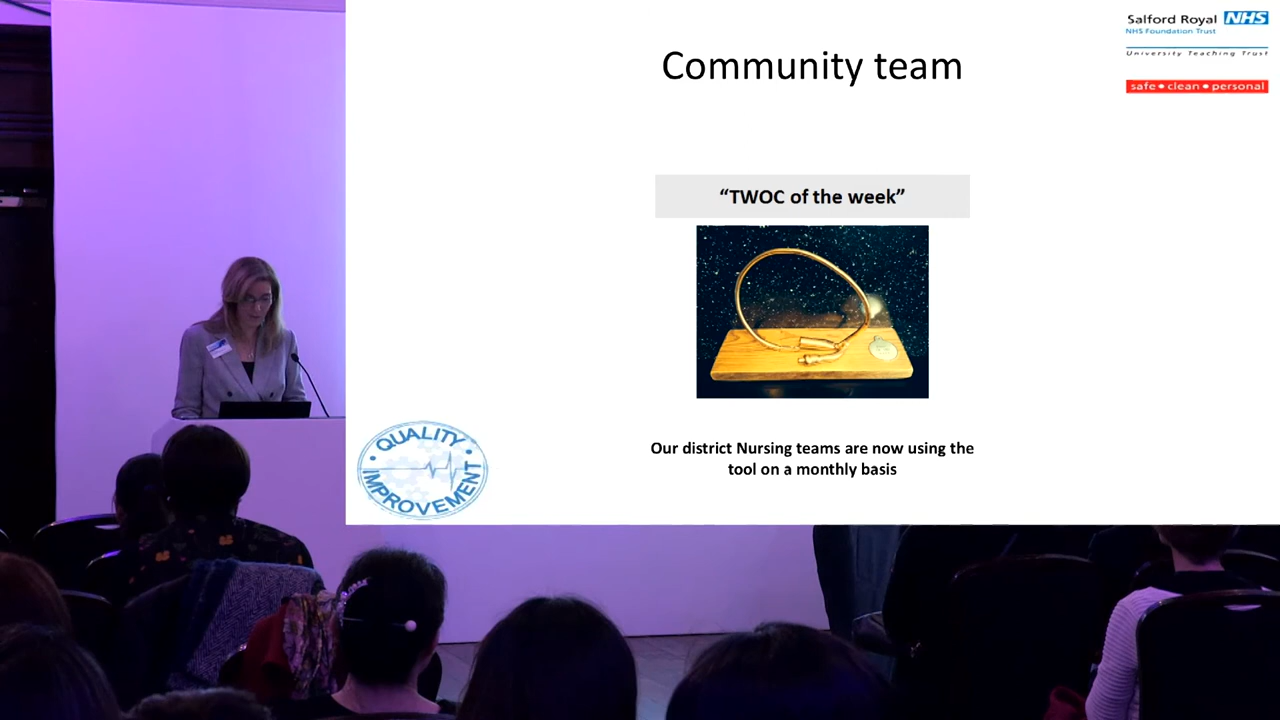 Community team
Salford Royal NHS
NHS Foundation Trust
University Teaching Trust
safe • clean • personal
“TWOC of the week”
Our district Nursing teams are now using the
tool on a monthly basis
QUALITY
IMPROVEMENT